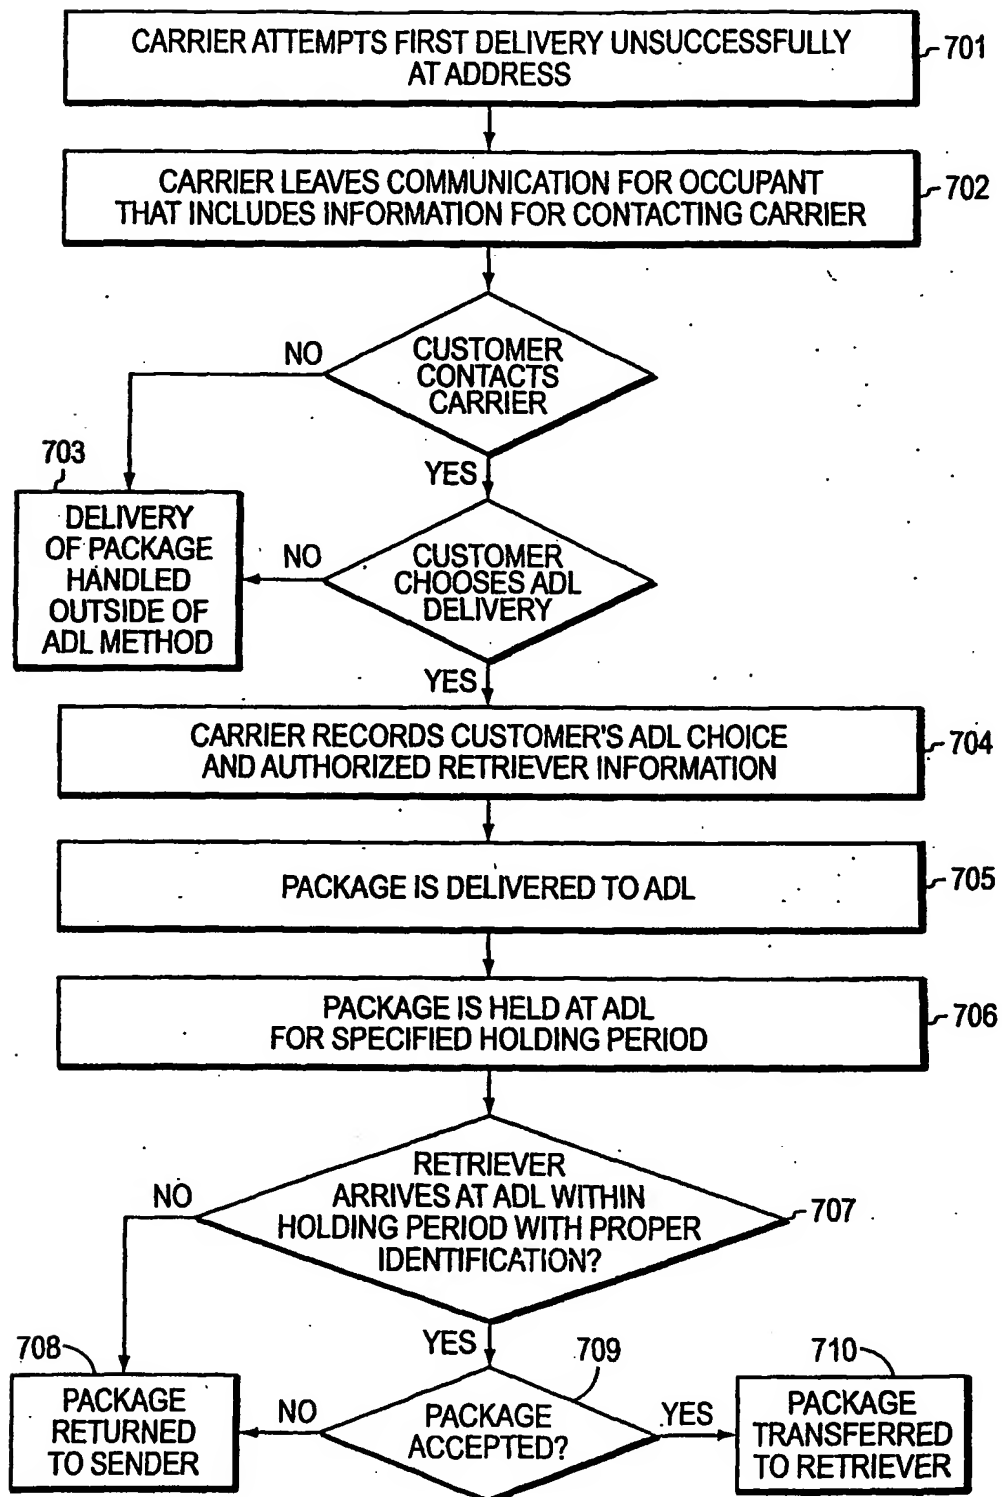 CARRIER ATTEMPTS FIRST DELIVERY UNSUCCESSFULLY
AT ADDRESS
701
CARRIER LEAVES COMMUNICATION FOR OCCUPANT
THAT INCLUDES INFORMATION FOR CONTACTING CARRIER
702
NO
CUSTOMER
CONTACTS
CARRIER
YES
703
DELIVERY
OF PACKAGE
HANDLED
OUTSIDE OF
ADL METHOD
NO
CUSTOMER
CHOOSES ADL
DELIVERY
YES
CARRIER RECORDS CUSTOMER'S ADL CHOICE
AND AUTHORIZED RETRIEVER INFORMATION
704
PACKAGE IS DELIVERED TO ADL
705
PACKAGE IS HELD AT ADL
FOR SPECIFIED HOLDING PERIOD
706
NO
RETRIEVER
ARRIVES AT ADL WITHIN
HOLDING PERIOD WITH PROPER
IDENTIFICATION?
707
YES
708
PACKAGE
RETURNED
TO SENDER
NO
709
PACKAGE
ACCEPTED?
YES
710
PACKAGE
TRANSFERRED
TO RETRIEVER